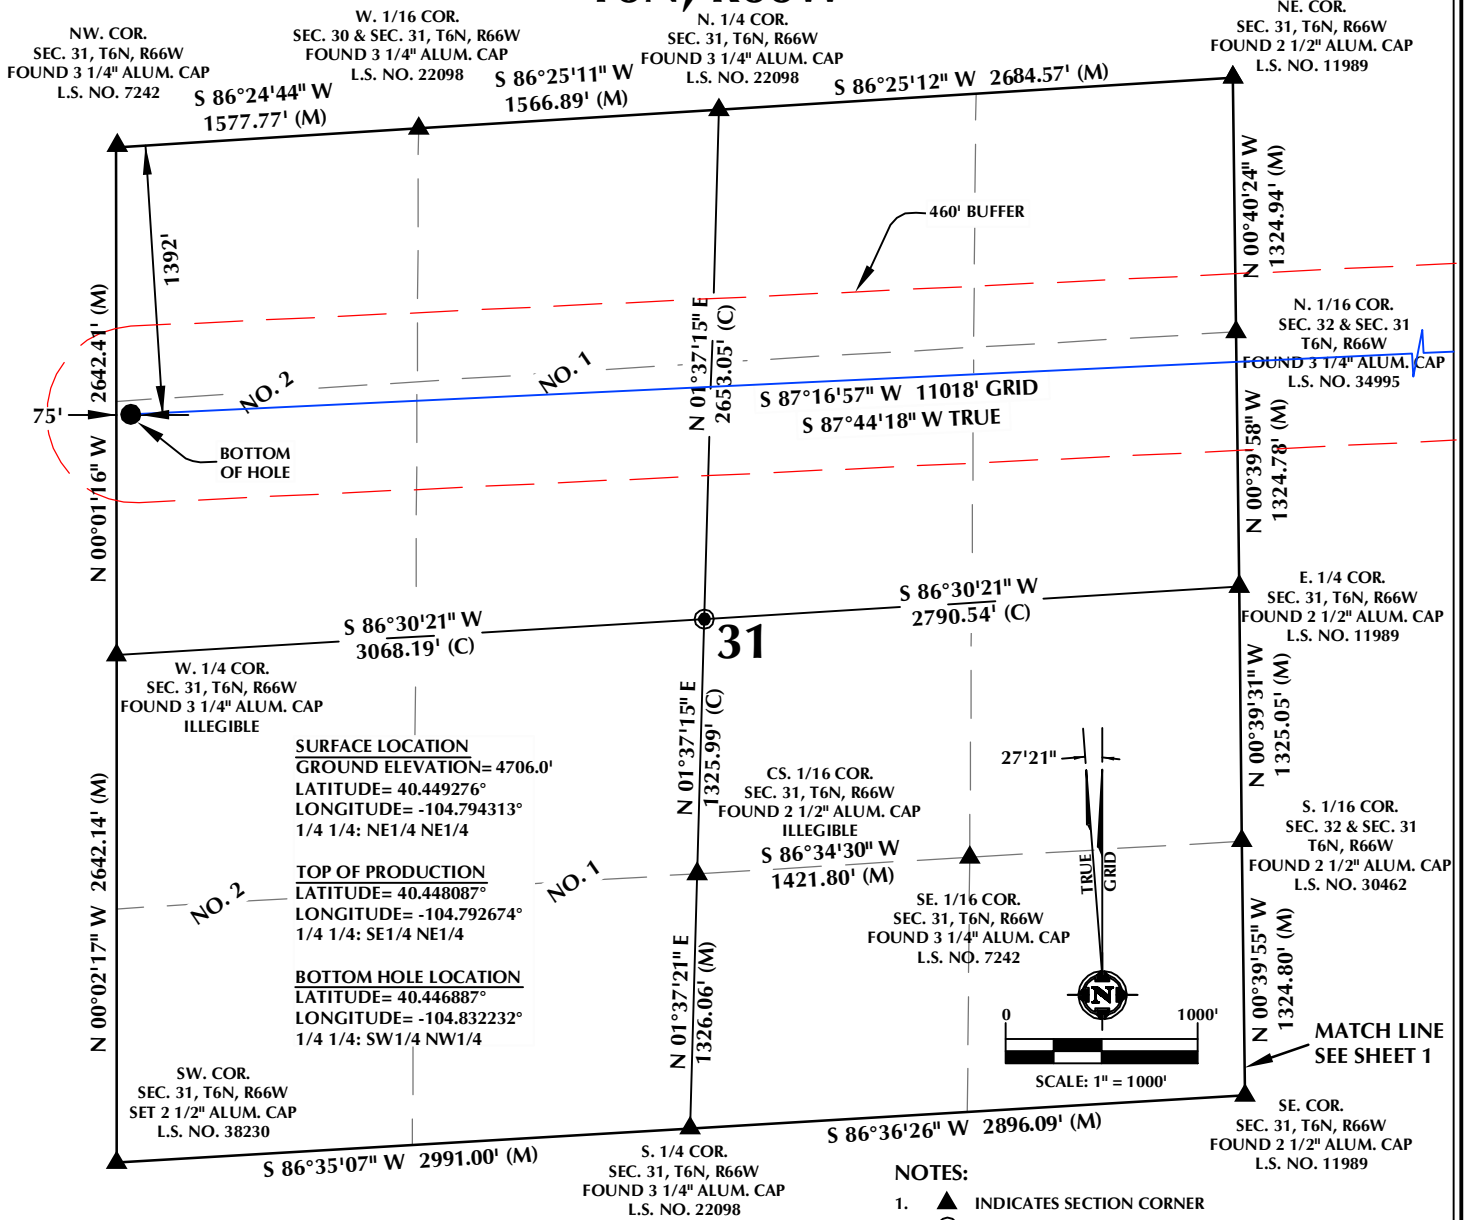 NW. COR.
SEC. 31, T6N, R66W
FOUND 3 1/4" ALUM. CAP
L.S. NO. 7242
W. 1/16 COR.
SEC. 30 & SEC. 31, T6N, R66W
FOUND 3 1/4" ALUM. CAP
L.S. NO. 22098
N. 1/4 COR.
SEC. 31, T6N, R66W
FOUND 3 1/4" ALUM. CAP
L.S. NO. 22098
NE. COR.
SEC. 31, T6N, R66W
FOUND 2 1/2" ALUM. CAP
L.S. NO. 11989
S 86°24'44" W
1577.77' (M)
S 86°25'11" W
1566.89' (M)
S 86°25'12" W 2684.57' (M)
1392'
460' BUFFER
N 00°40'24" W
1324.94' (M)
N 00°01'16" W 2642.41' (M)
N 01°37'15" E
2653.05' (C)
N. 1/16 COR.
SEC. 32 & SEC. 31
T6N, R66W
FOUND 3 1/4" ALUM. CAP
L.S. NO. 34995
NO. 2
NO. 1
S 87°16'57" W 11018' GRID
S 87°44'18" W TRUE
75'
BOTTOM
OF HOLE
N 00°39'58" W
1324.78' (M)
S 86°30'21" W
3068.19' (C)
S 86°30'21" W
2790.54' (C)
31
E. 1/4 COR.
SEC. 31, T6N, R66W
FOUND 2 1/2" ALUM. CAP
L.S. NO. 11989
W. 1/4 COR.
SEC. 31, T6N, R66W
FOUND 3 1/4" ALUM. CAP
ILLEGIBLE
N 01°37'15" E
1325.99' (C)
N 00°39'31" W
1325.05' (M)
SURFACE LOCATION
GROUND ELEVATION= 4706.0'
LATITUDE= 40.449276°
LONGITUDE= -104.794313°
1/4 1/4: NE1/4 NE1/4
TOP OF PRODUCTION
LATITUDE= 40.448087°
LONGITUDE= -104.792674°
1/4 1/4: SE1/4 NE1/4
BOTTOM HOLE LOCATION
LATITUDE= 40.446887°
LONGITUDE= -104.832232°
1/4 1/4: SW1/4 NW1/4
N 00°02'17" W 2642.14' (M)
NO. 2
NO. 1
CS. 1/16 COR.
SEC. 31, T6N, R66W
FOUND 2 1/2" ALUM. CAP
ILLEGIBLE
S 86°34'30" W
1421.80' (M)
27'21"
TRUE
GRID
N
S. 1/16 COR.
SEC. 32 & SEC. 31
T6N, R66W
FOUND 2 1/2" ALUM. CAP
L.S. NO. 30462
SE. 1/16 COR.
SEC. 31, T6N, R66W
FOUND 3 1/4" ALUM. CAP
L.S. NO. 7242
N 01°37'21" E
1326.06' (M)
N 00°39'55" W
1324.80' (M)
0 1000'
SCALE: 1" = 1000'
MATCH LINE
SEE SHEET 1
SW. COR.
SEC. 31, T6N, R66W
SET 2 1/2" ALUM. CAP
L.S. NO. 38230
S 86°35'07" W 2991.00' (M)
S 86°36'26" W 2896.09' (M)
SE. COR.
SEC. 31, T6N, R66W
FOUND 2 1/2" ALUM. CAP
L.S. NO. 11989
S. 1/4 COR.
SEC. 31, T6N, R66W
FOUND 3 1/4" ALUM. CAP
L.S. NO. 22098
NOTES:
1. ▲ INDICATES SECTION CORNER